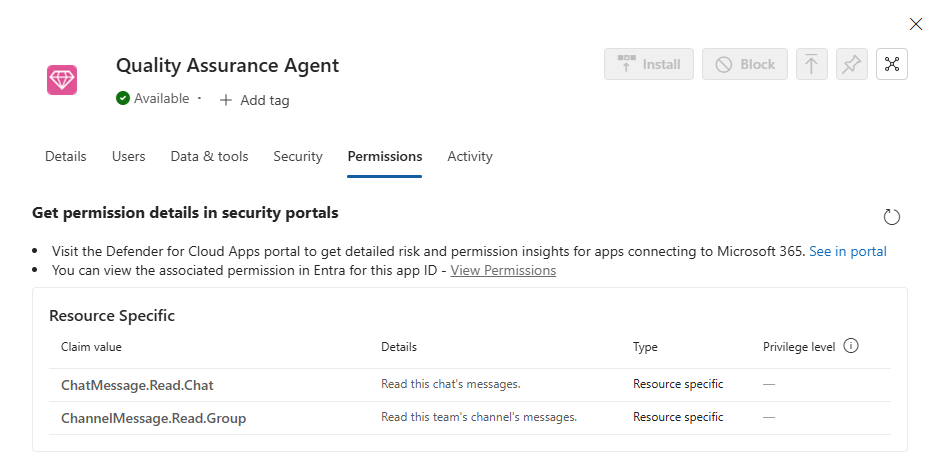 Quality Assurance Agent
Install
Block
Available · + Add tag
Details Users Data & tools Security Permissions Activity
Get permission details in security portals
• Visit the Defender for Cloud Apps portal to get detailed risk and permission insights for apps connecting to Microsoft 365. See in portal
• You can view the associated permission in Entra for this app ID - View Permissions
Resource Specific
Claim value Details Type Privilege level
ChatMessage.Read.Chat Read this chat's messages. Resource specific —
ChannelMessage.Read.Group Read this team's channel's messages. Resource specific —